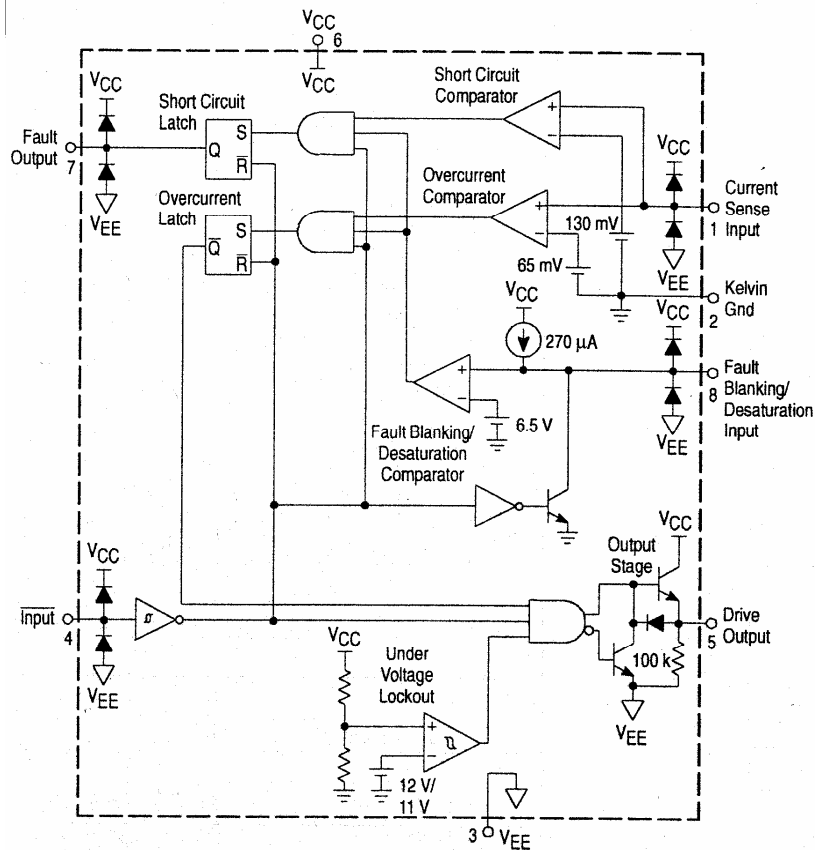 VCC
6
VCC
VCC
Short Circuit
Latch
S
Q
R̅
Fault
Output
7
VEE
Short Circuit
Comparator
+
−
VCC
Current
Sense
Input
1
VEE
Overcurrent
Latch
S
Q̅
R̅
Overcurrent
Comparator
+
−
130 mV
65 mV
Kelvin
Gnd
2
VCC
270 µA
VCC
Fault
Blanking/
Desaturation
Input
8
VEE
+
−
6.5 V
Fault Blanking/
Desaturation
Comparator
VCC
I̅n̅p̅u̅t̅
4
VEE
Output
Stage
VCC
Drive
Output
5
100 k
VEE
VCC
Under
Voltage
Lockout
+
−
12 V/
11 V
3
VEE